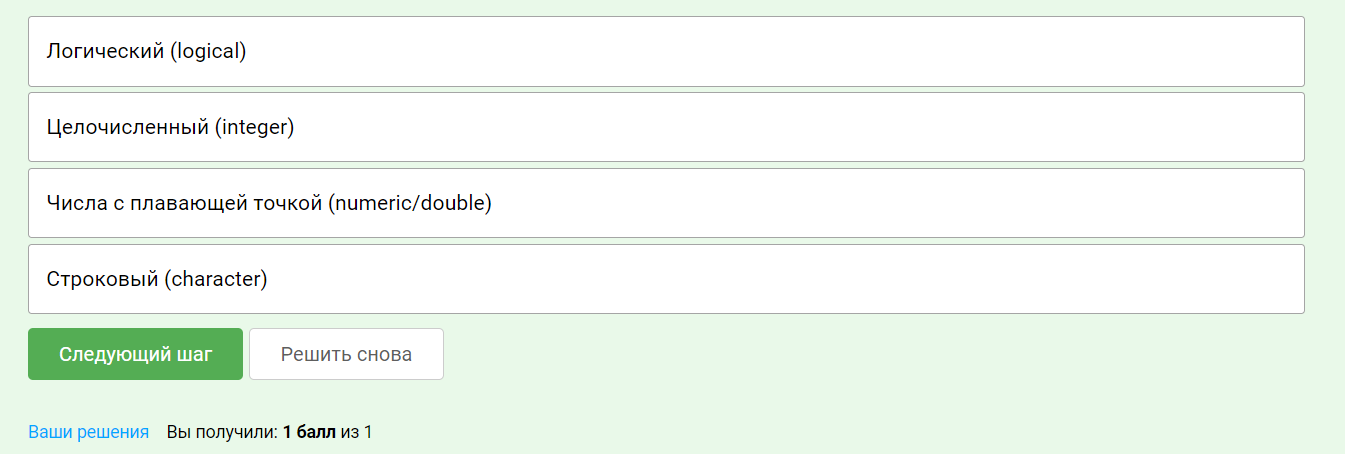 Логический (logical)
Целочисленный (integer)
Числа с плавающей точкой (numeric/double)
Строковый (character)
Следующий шаг Решить снова
Ваши решения Вы получили: 1 балл из 1